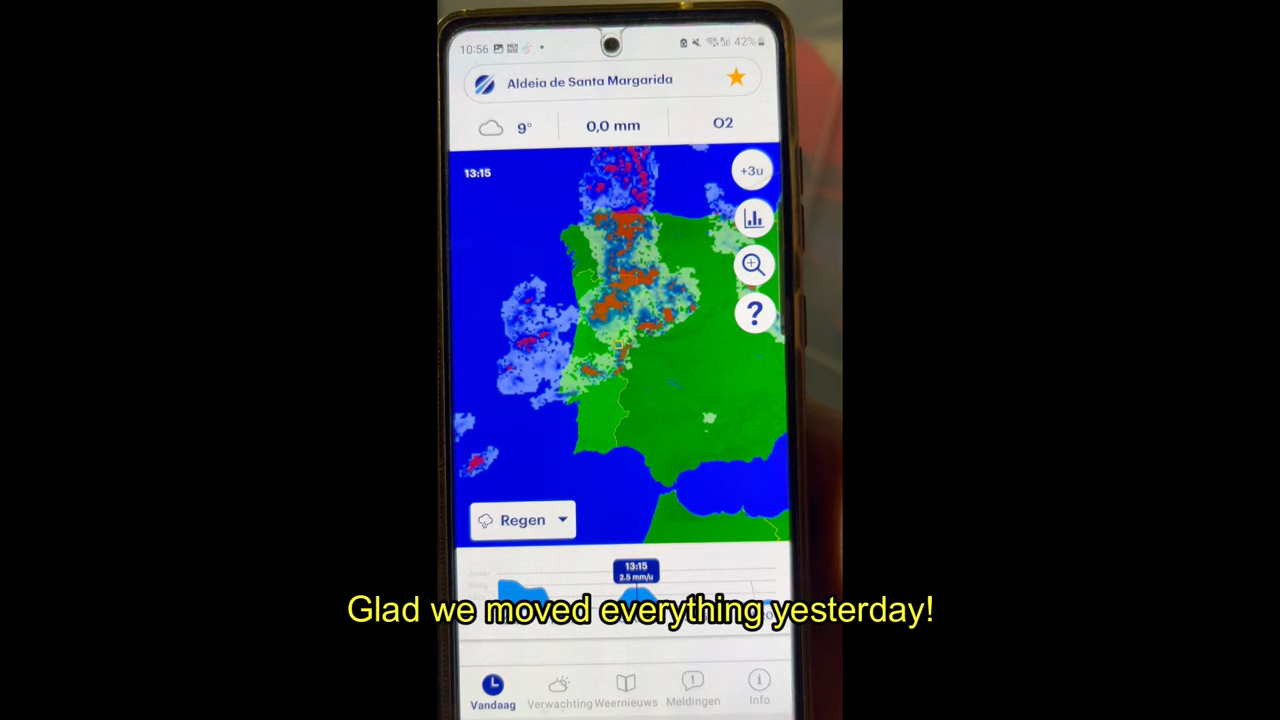 10:56
42%
Aldeia de Santa Margarida
9°
0,0 mm
O2
13:15
+3u
?
Regen
13:15
2.5 mm/u
Glad we moved everything yesterday!
Vandaag
Verwachting
Weernieuws
Meldingen
Info